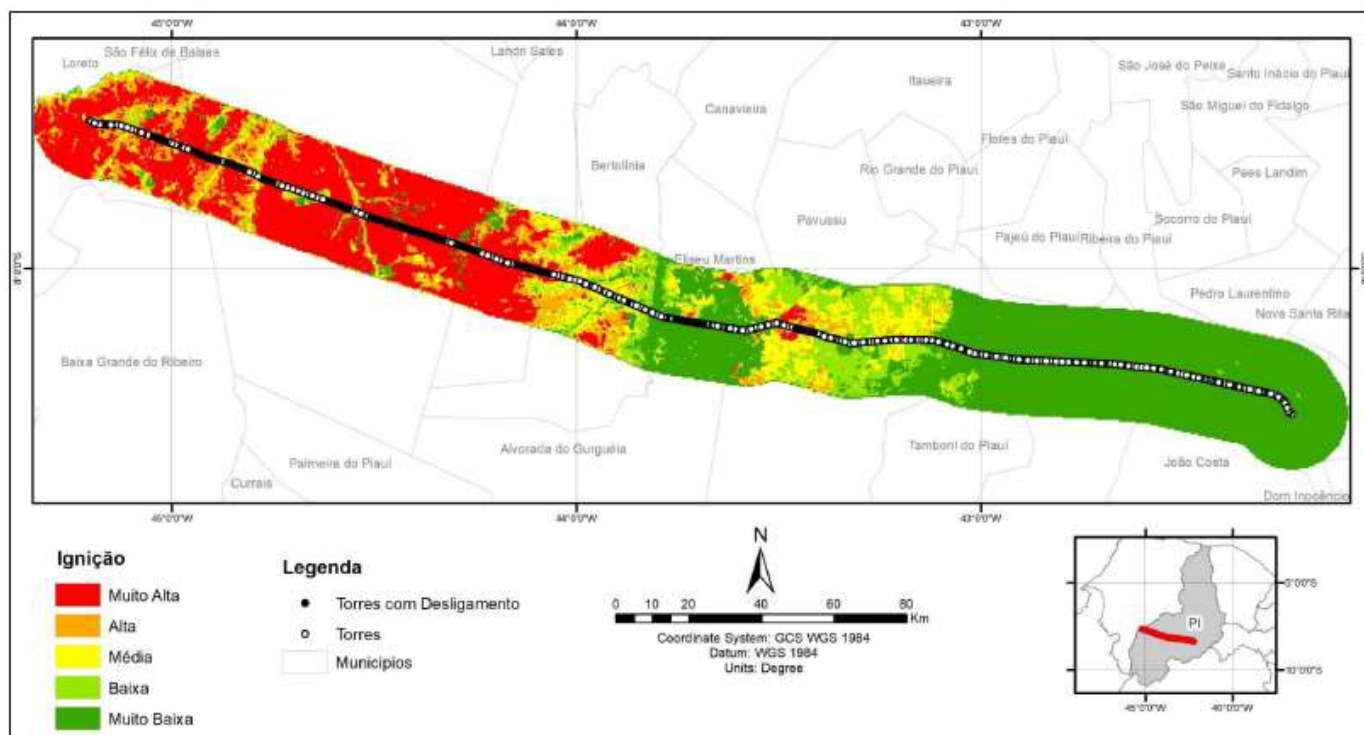 45°0'0"W
44°0'0"W
43°0'0"W
São Félix de Balsas
Loreto
Landri Sales
Canavieira
Itaueira
São José do Peixe
Santo Inácio do Piauí
São Miguel do Fidalgo
Flores do Piauí
Bertolínia
Rio Grande do Piauí
Paes Landim
Pavussu
Socorro do Piauí
Pajeú do Piauí
Ribeira do Piauí
Eliseu Martins
8°0'0"S
Pedro Laurentino
Nova Santa Rita
Baixa Grande do Ribeiro
Alvorada do Gurguéia
Tamboril do Piauí
Palmeira do Piauí
João Costa
Currais
Dom Inocêncio
45°0'0"W
44°0'0"W
43°0'0"W
Ignição
Muito Alta
Alta
Média
Baixa
Muito Baixa
Legenda
Torres com Desligamento
Torres
Municipios
N
0 5 10 20 40 60 80
Km
Coordinate System: GCS WGS 1984
Datum: WGS 1984
Units: Degree
PI
5°0'0"S
10°0'0"S
45°0'0"W
40°0'0"W